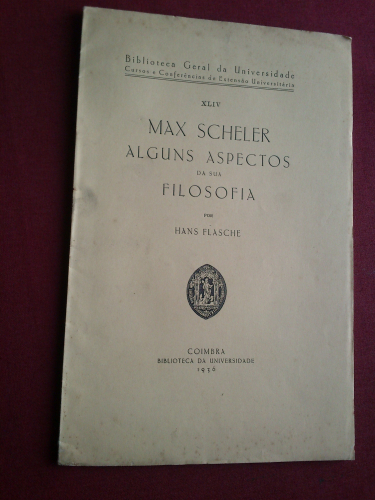 Biblioteca Geral da Universidade
Cursos e Conferências de Extensão Universitária
XLIV
MAX SCHELER
ALGUNS ASPECTOS
DA SUA
FILOSOFIA
POR
HANS FLASCHE
COIMBRA
BIBLIOTECA DA UNIVERSIDADE
1936